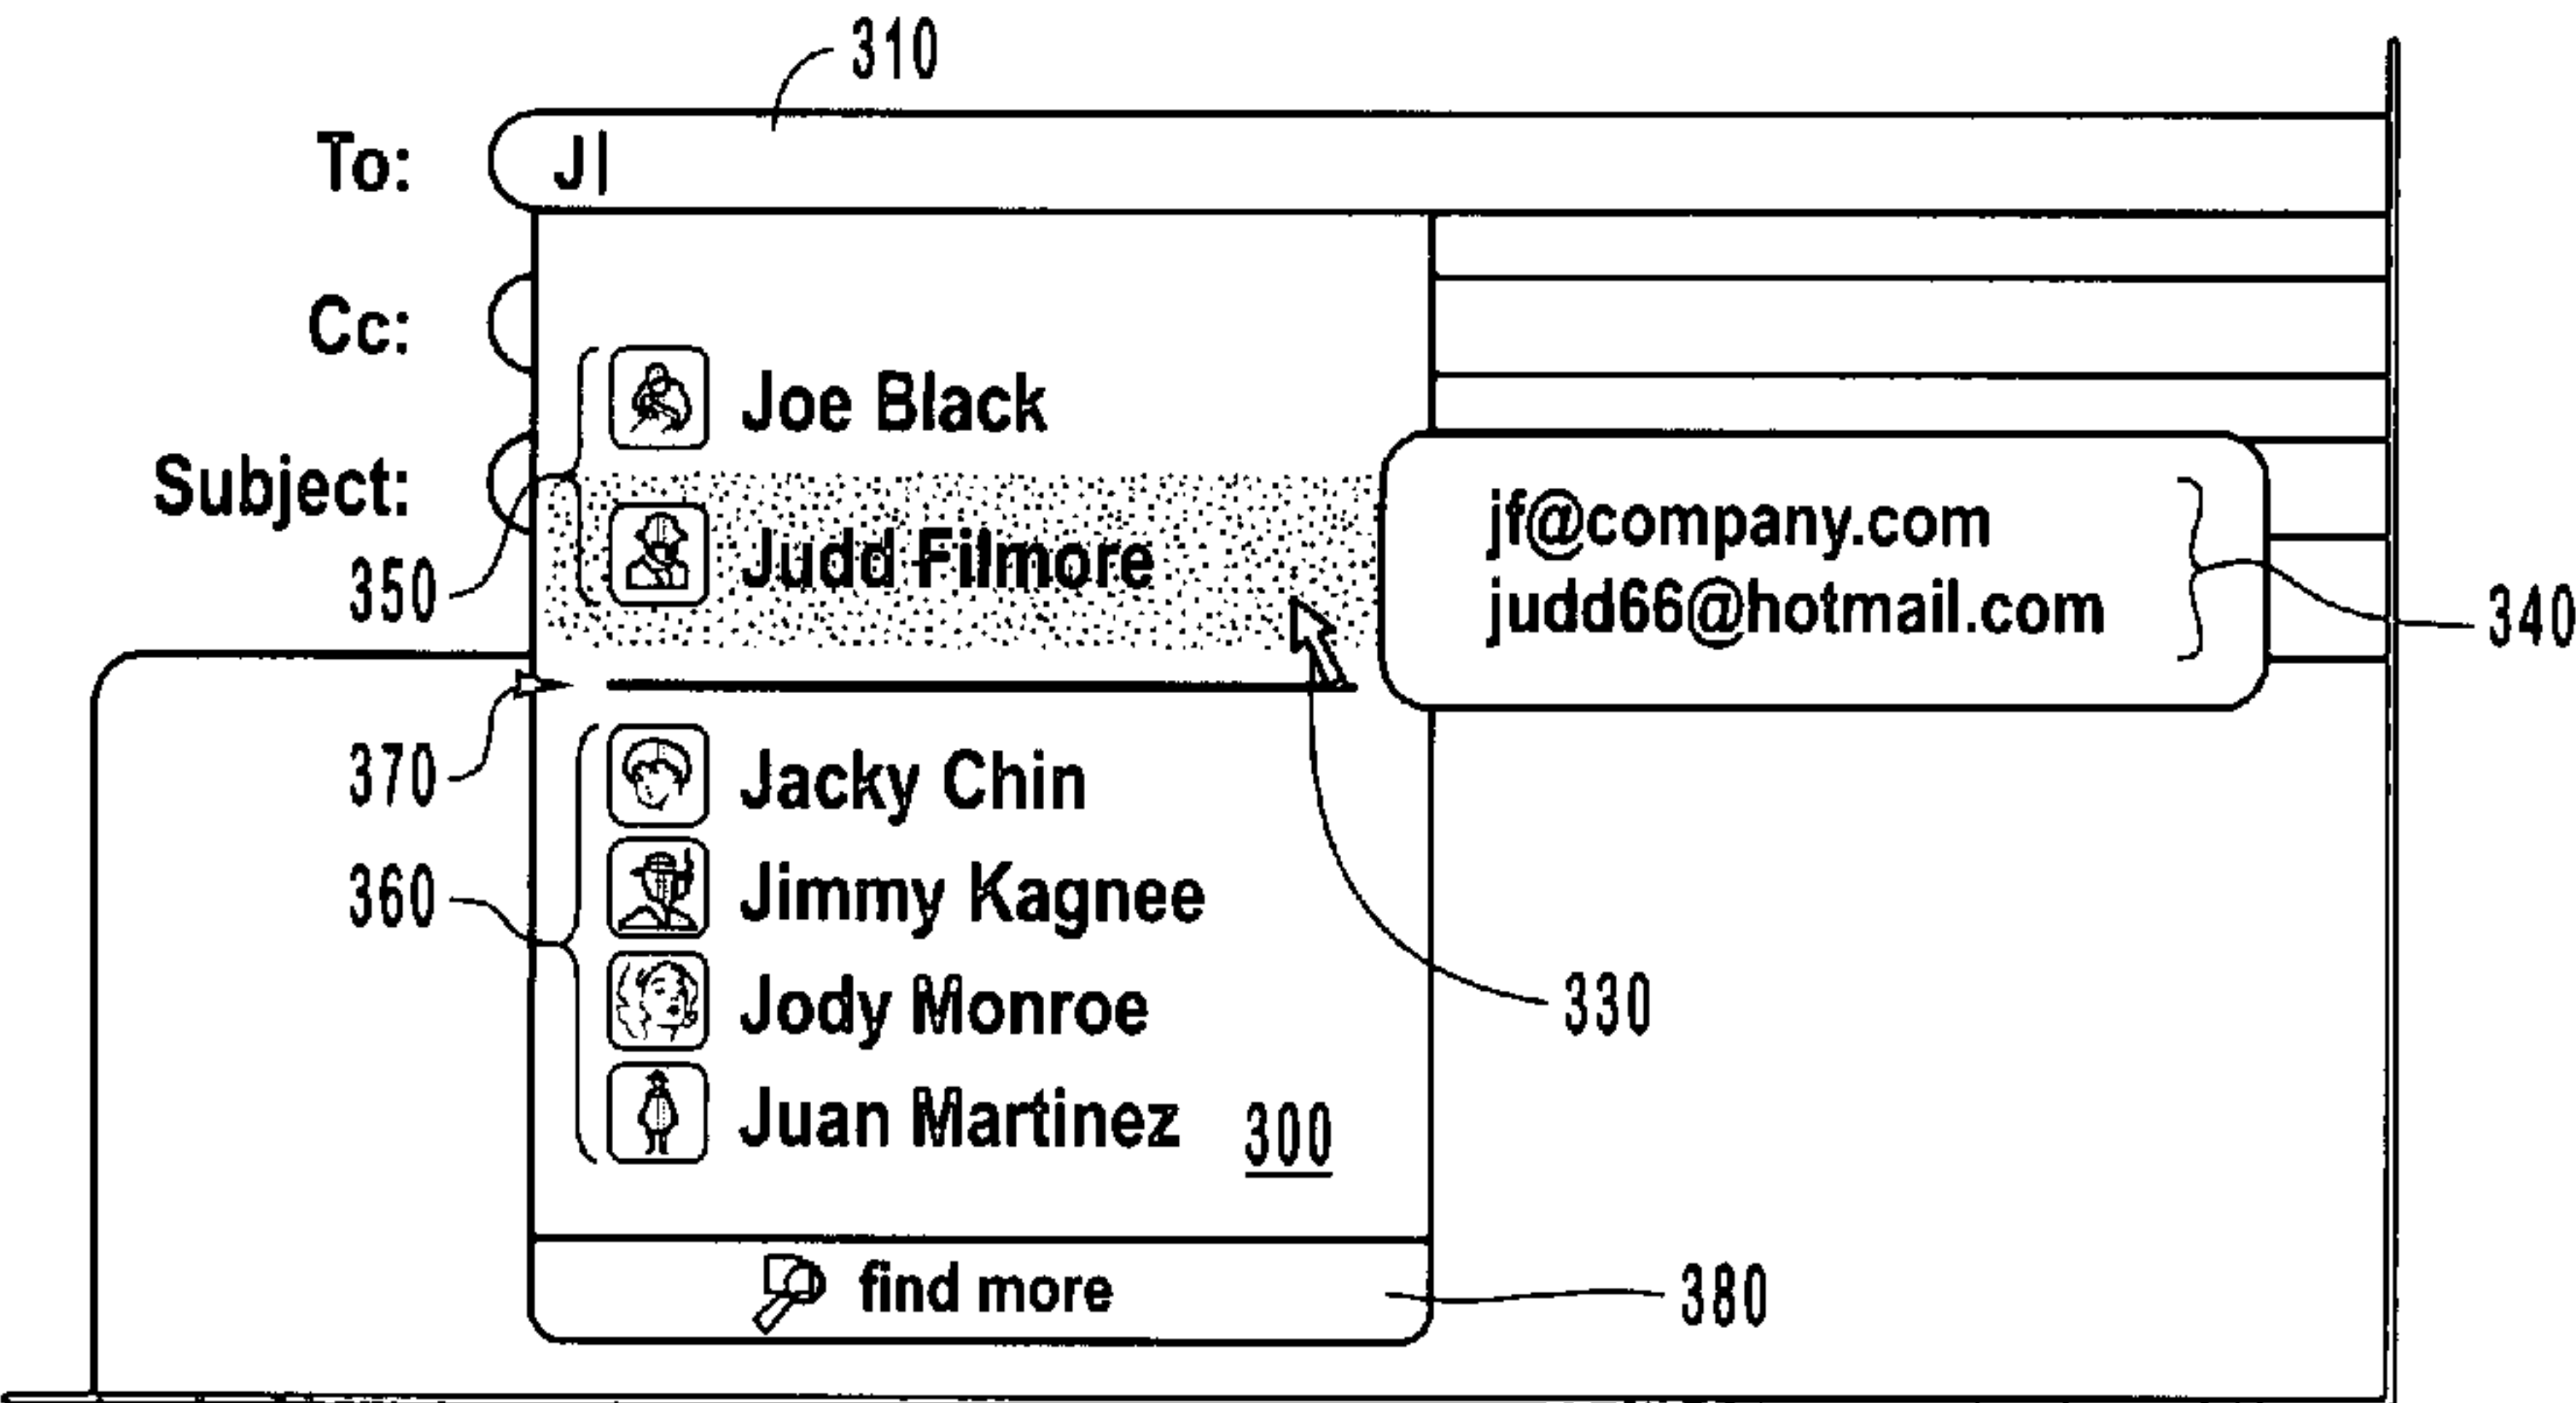 310
To: J
Cc:
Joe Black
Subject:
jf@company.com
Judd Filmore
350
judd66@hotmail.com
340
370
Jacky Chin
360
Jimmy Kagnee
Jody Monroe
330
Juan Martinez
300
find more
380